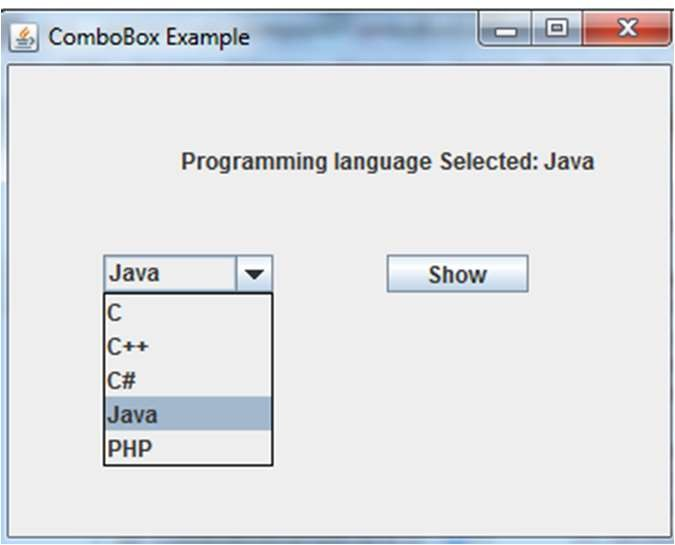 ComboBox Example
Programming language Selected: Java
Java
Show
C
C++
C#
Java
PHP